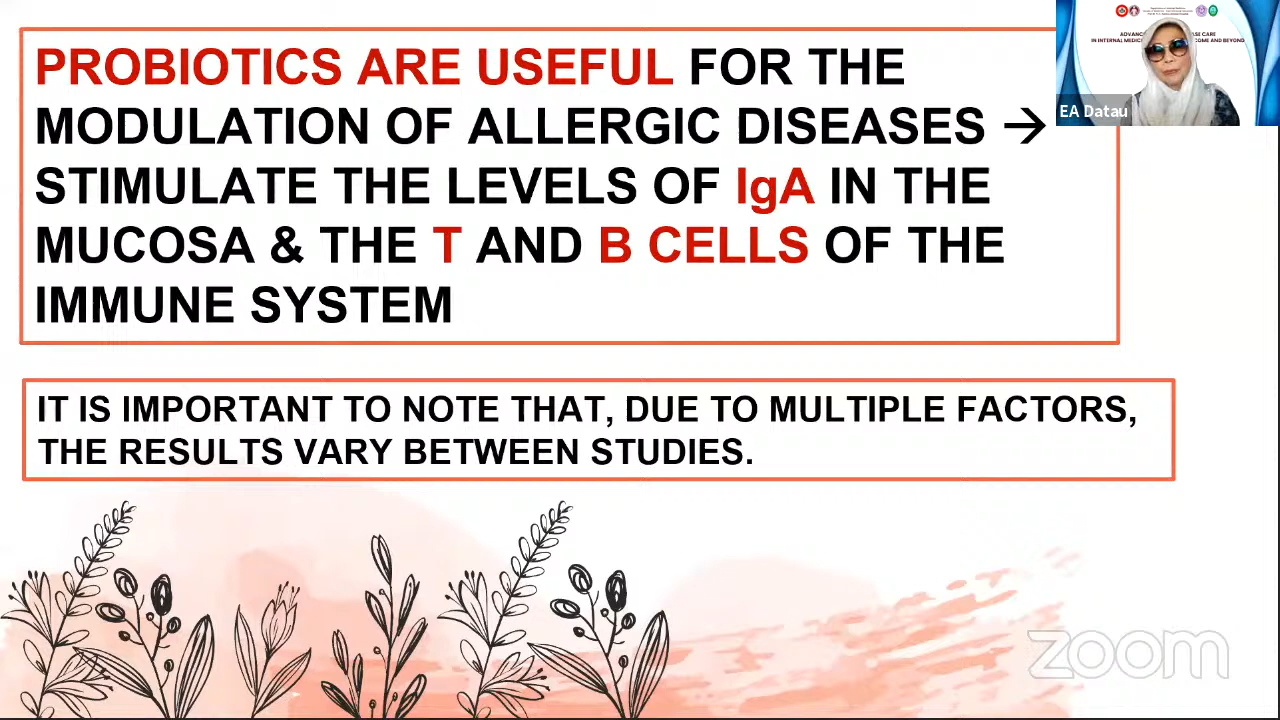 PROBIOTICS ARE USEFUL FOR THE
MODULATION OF ALLERGIC DISEASES →
STIMULATE THE LEVELS OF IgA IN THE
MUCOSA & THE T AND B CELLS OF THE
IMMUNE SYSTEM
IT IS IMPORTANT TO NOTE THAT, DUE TO MULTIPLE FACTORS,
THE RESULTS VARY BETWEEN STUDIES.
EA Datau
zoom